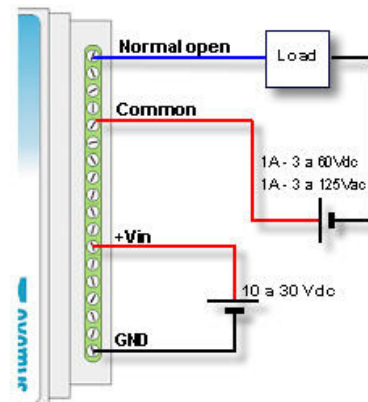 Normal open
Load
Common
1A - 3 a 60Vdc
1A - 3 a 125Vac
+Vin
10 a 30 Vdc
GND